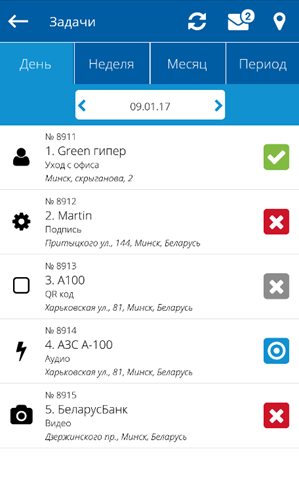 Задачи
2
День Неделя Месяц Период
09.01.17
№ 8911
1. Green гипер
Уход с офиса
Минск, скрыганова, 2
№ 8912
2. Martin
Подпись
Притыцкого ул., 144, Минск, Беларусь
№ 8913
3. А100
QR код
Харьковская ул., 81, Минск, Беларусь
№ 8914
4. АЗС А-100
Аудио
Харьковская ул., 81, Минск, Беларусь
№ 8915
5. БеларусБанк
Видео
Дзержинского пр., Минск, Беларусь